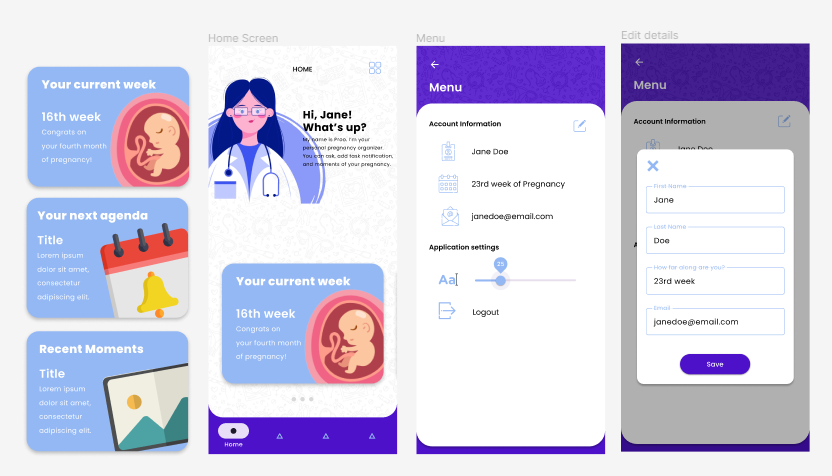 Your current week
16th week
Congrats on
your fourth month
of pregnancy!
Your next agenda
Title
Lorem ipsum
dolor sit amet,
consectetur
adipiscing elit.
Recent Moments
Title
Lorem ipsum
dolor sit amet,
consectetur
adipiscing elit.
Home Screen
HOME
Hi, Jane!
What's up?
My name is Proo, I'm your
personal pregnancy organizer.
You can ask, add task notification,
and moments of your pregnancy.
Your current week
16th week
Congrats on
your fourth month
of pregnancy!
Home
Menu
Menu
Account Information
Jane Doe
23rd week of Pregnancy
janedoe@email.com
Application settings
Aa
25
Logout
Edit details
Menu
Account Information
Jane Doe
First Name
Jane
Last Name
Doe
How far along are you?
23rd week
Email
janedoe@email.com
Save